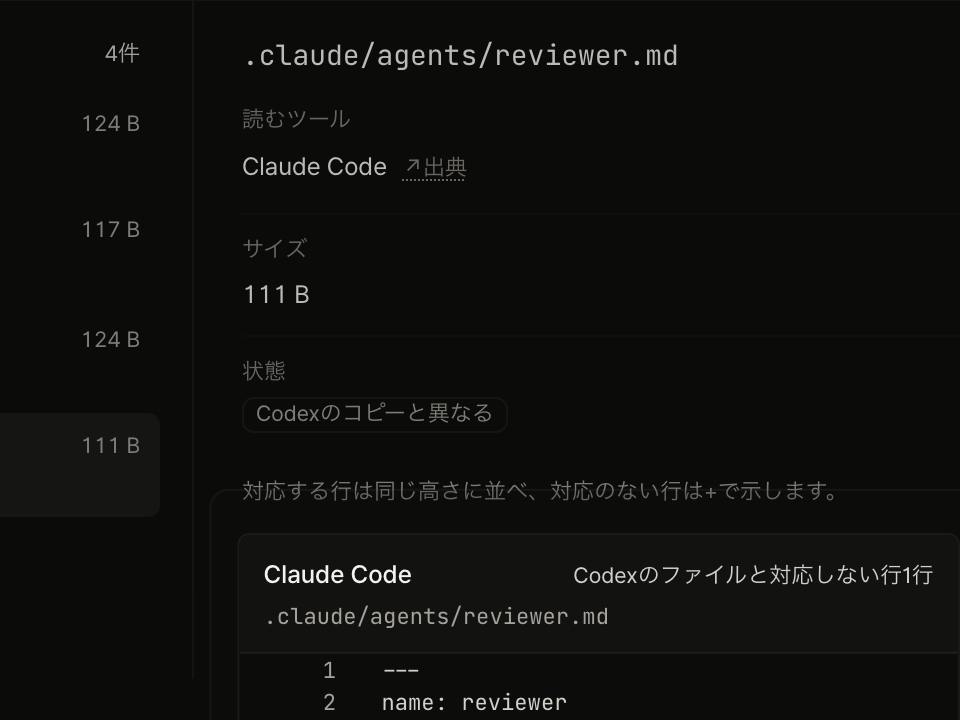 4件
124 B
117 B
124 B
111 B
.claude/agents/reviewer.md
読むツール
Claude Code ↗出典
サイズ
111 B
状態
Codexのコピーと異なる
対応する行は同じ高さに並べ、対応のない行は+で示します。
Claude Code Codexのファイルと対応しない行1行
.claude/agents/reviewer.md
1 ---
2 name: reviewer